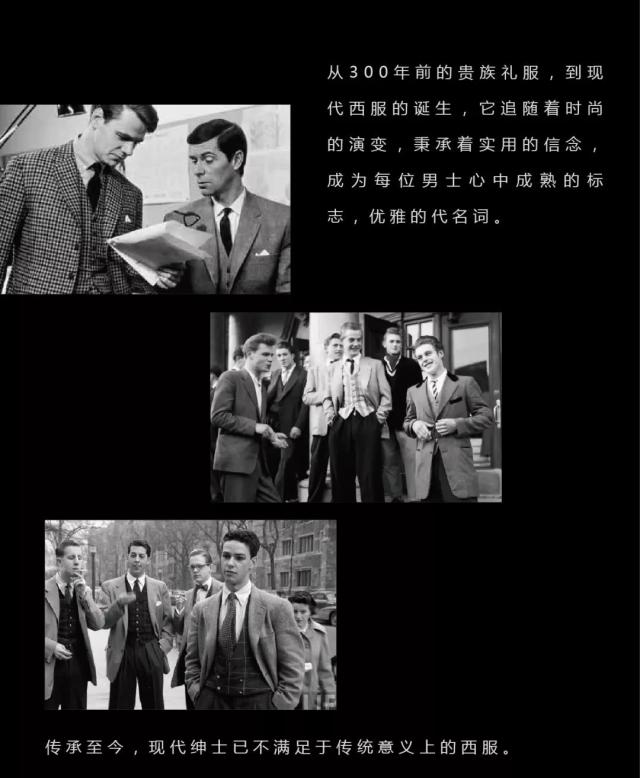 从300年前的贵族礼服，到现
代西服的诞生，它追随着时尚
的演变，秉承着实用的信念，
成为每位男士心中成熟的标
志，优雅的代名词。
传承至今，现代绅士已不满足于传统意义上的西服。